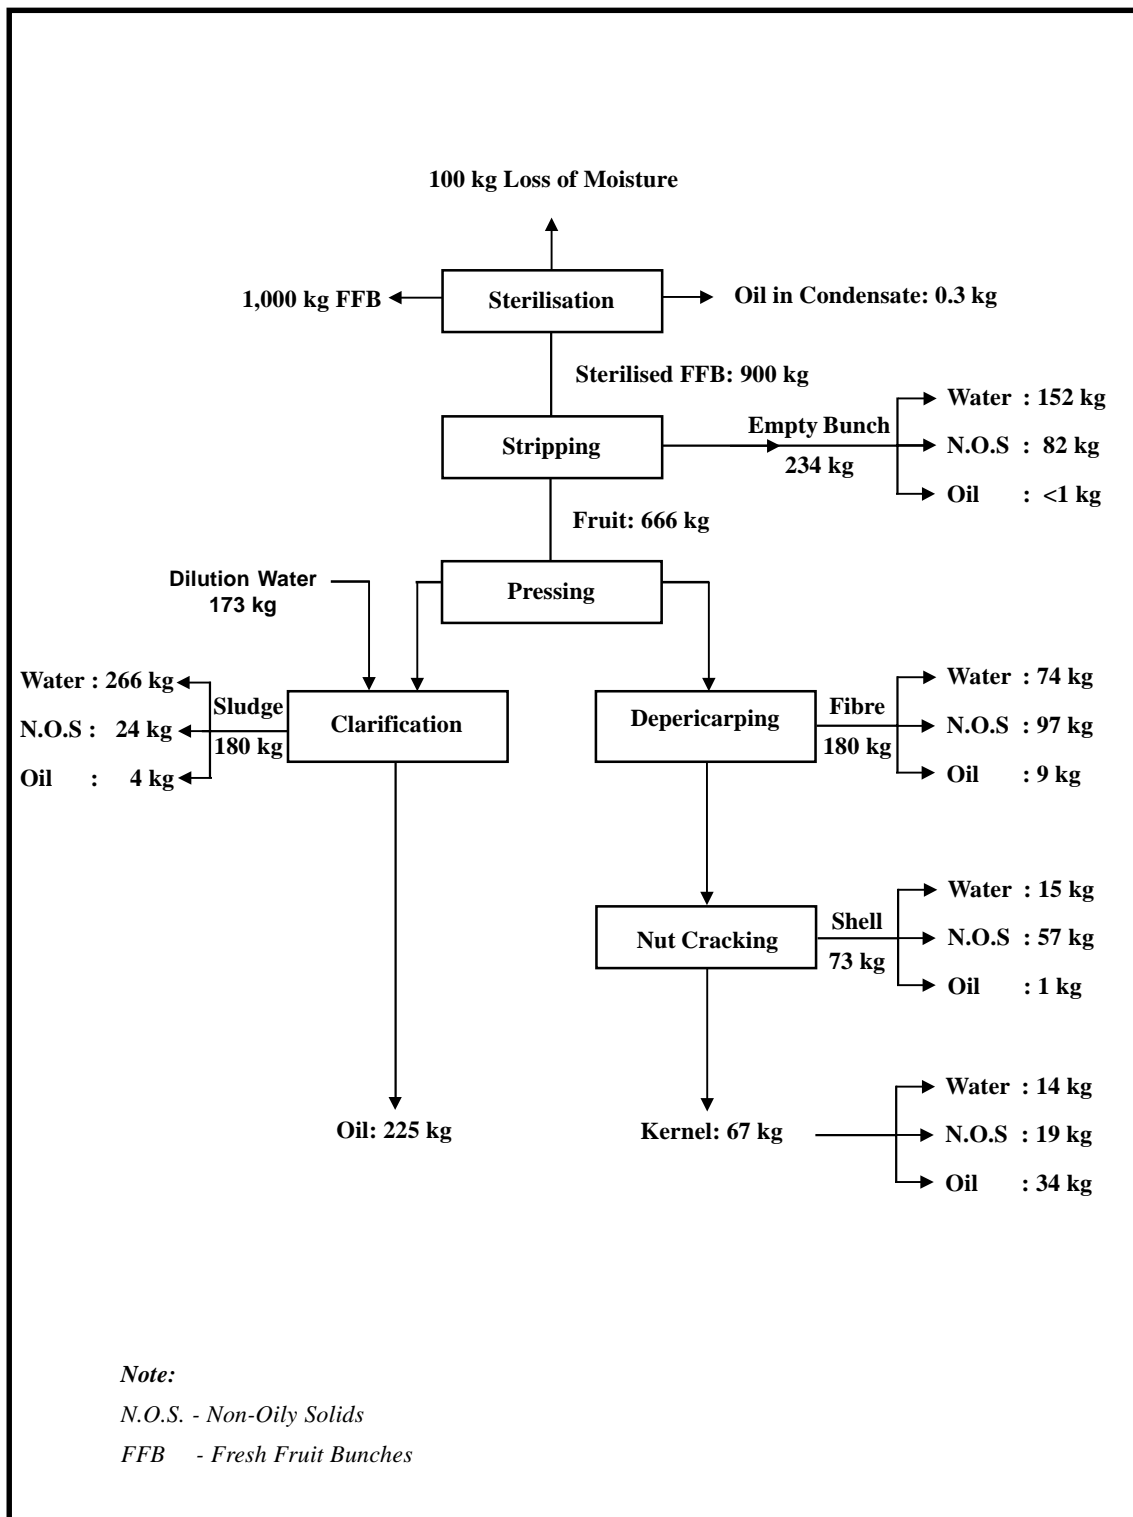 100 kg Loss of Moisture
1,000 kg FFB
Sterilisation
Oil in Condensate: 0.3 kg
Sterilised FFB: 900 kg
Stripping
Empty Bunch
234 kg
Water : 152 kg
N.O.S : 82 kg
Oil : <1 kg
Fruit: 666 kg
Dilution Water
173 kg
Pressing
Water : 266 kg
N.O.S : 24 kg
Oil : 4 kg
Sludge
180 kg
Clarification
Depericarping
Fibre
180 kg
Water : 74 kg
N.O.S : 97 kg
Oil : 9 kg
Nut Cracking
Shell
73 kg
Water : 15 kg
N.O.S : 57 kg
Oil : 1 kg
Oil: 225 kg
Kernel: 67 kg
Water : 14 kg
N.O.S : 19 kg
Oil : 34 kg
Note:
N.O.S. - Non-Oily Solids
FFB - Fresh Fruit Bunches